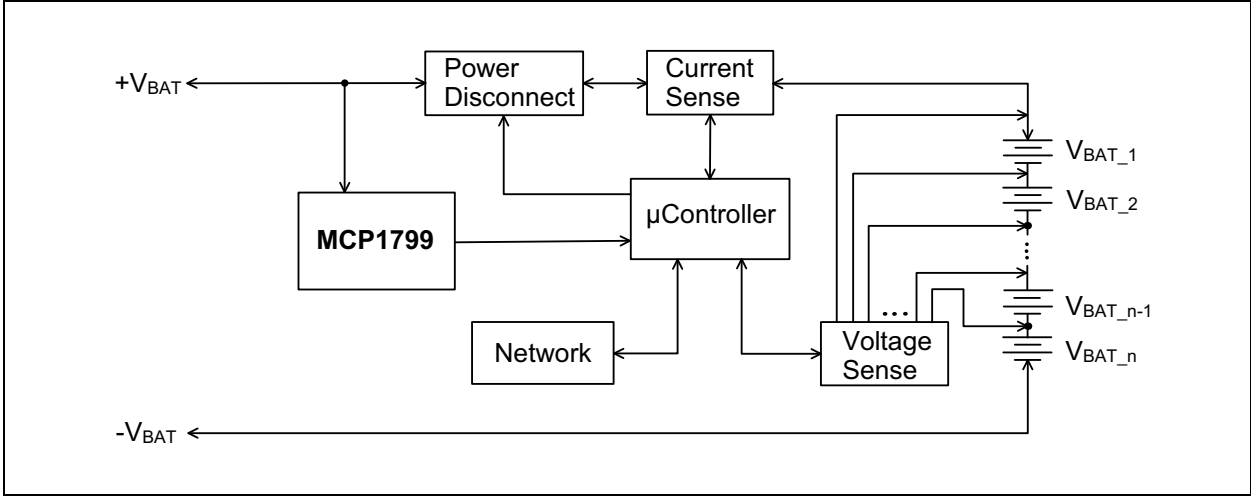 +VBAT
Power
Disconnect
Current
Sense
VBAT_1
VBAT_2
MCP1799
µController
VBAT_n-1
Network
Voltage
Sense
VBAT_n
-VBAT